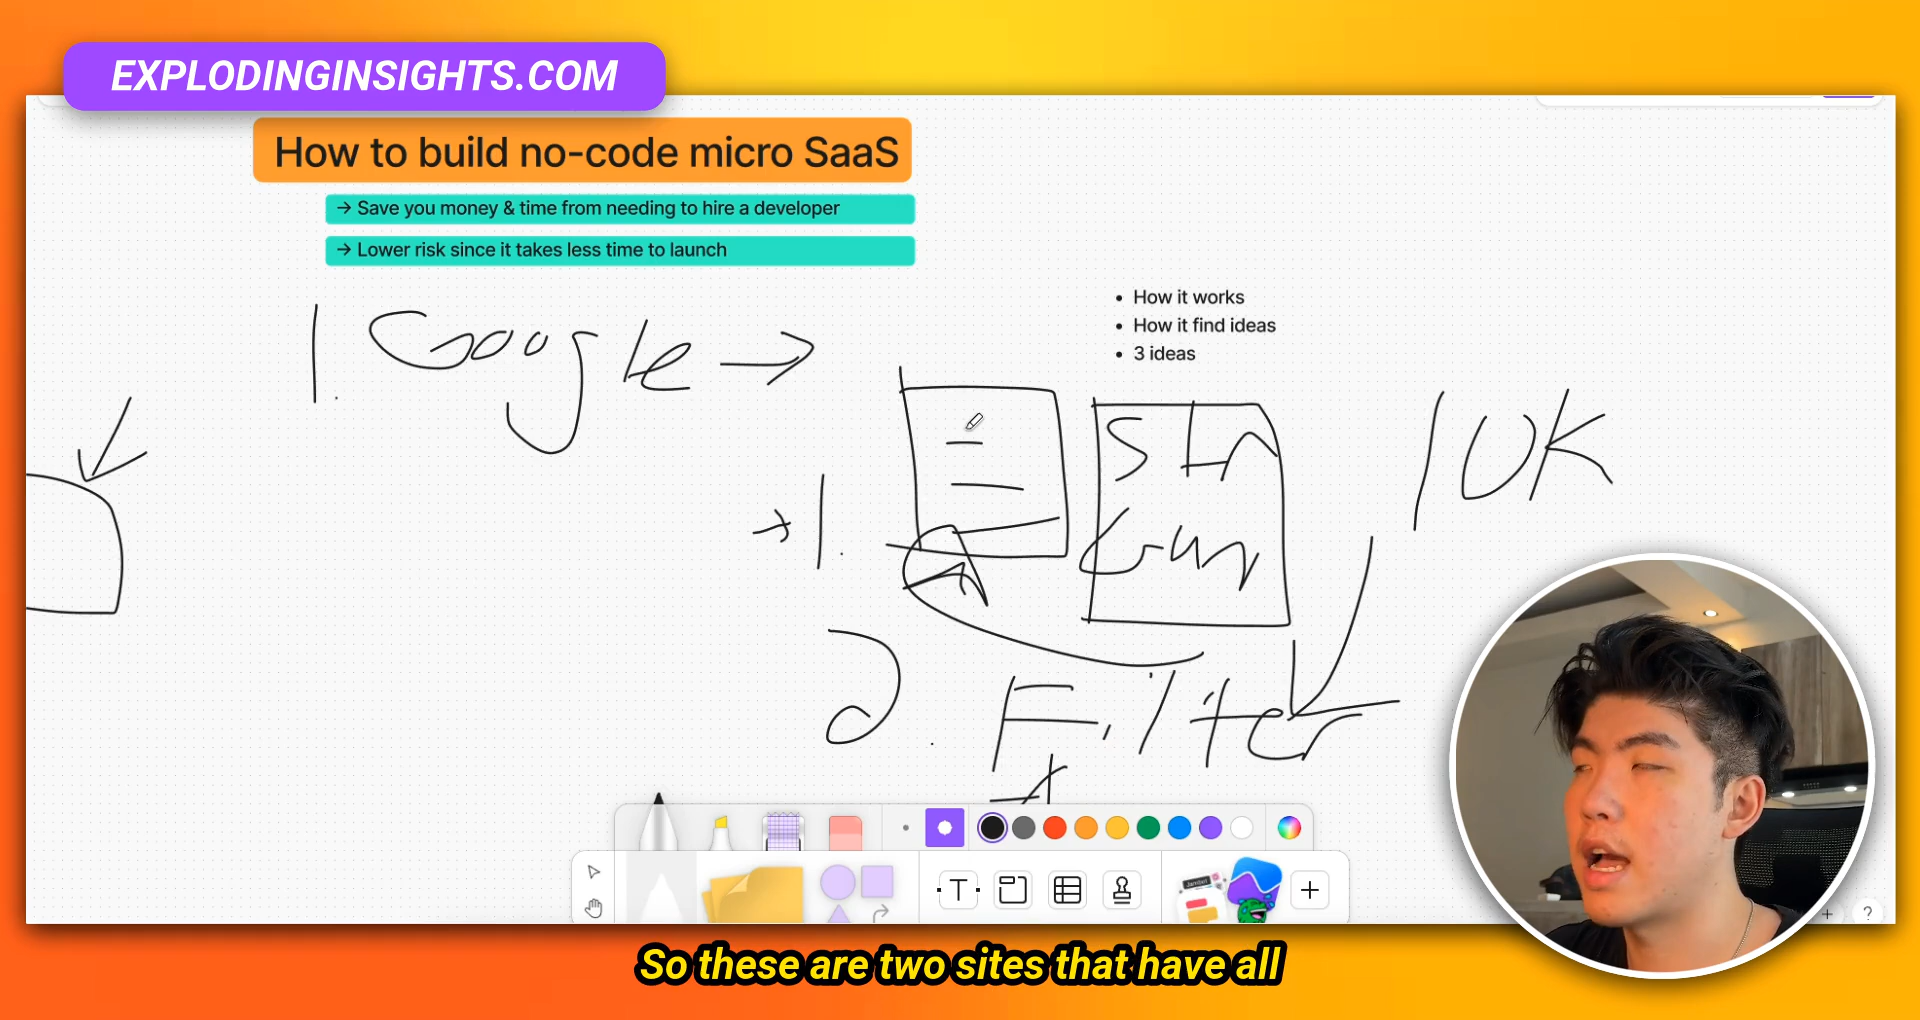 EXPLODINGINSIGHTS.COM
How to build no-code micro SaaS
→ Save you money & time from needing to hire a developer
→ Lower risk since it takes less time to launch
• How it works
• How it find ideas
• 3 ideas
1. Google →
10K
→ 1.
2. Filter
T
?
So these are two sites that have all